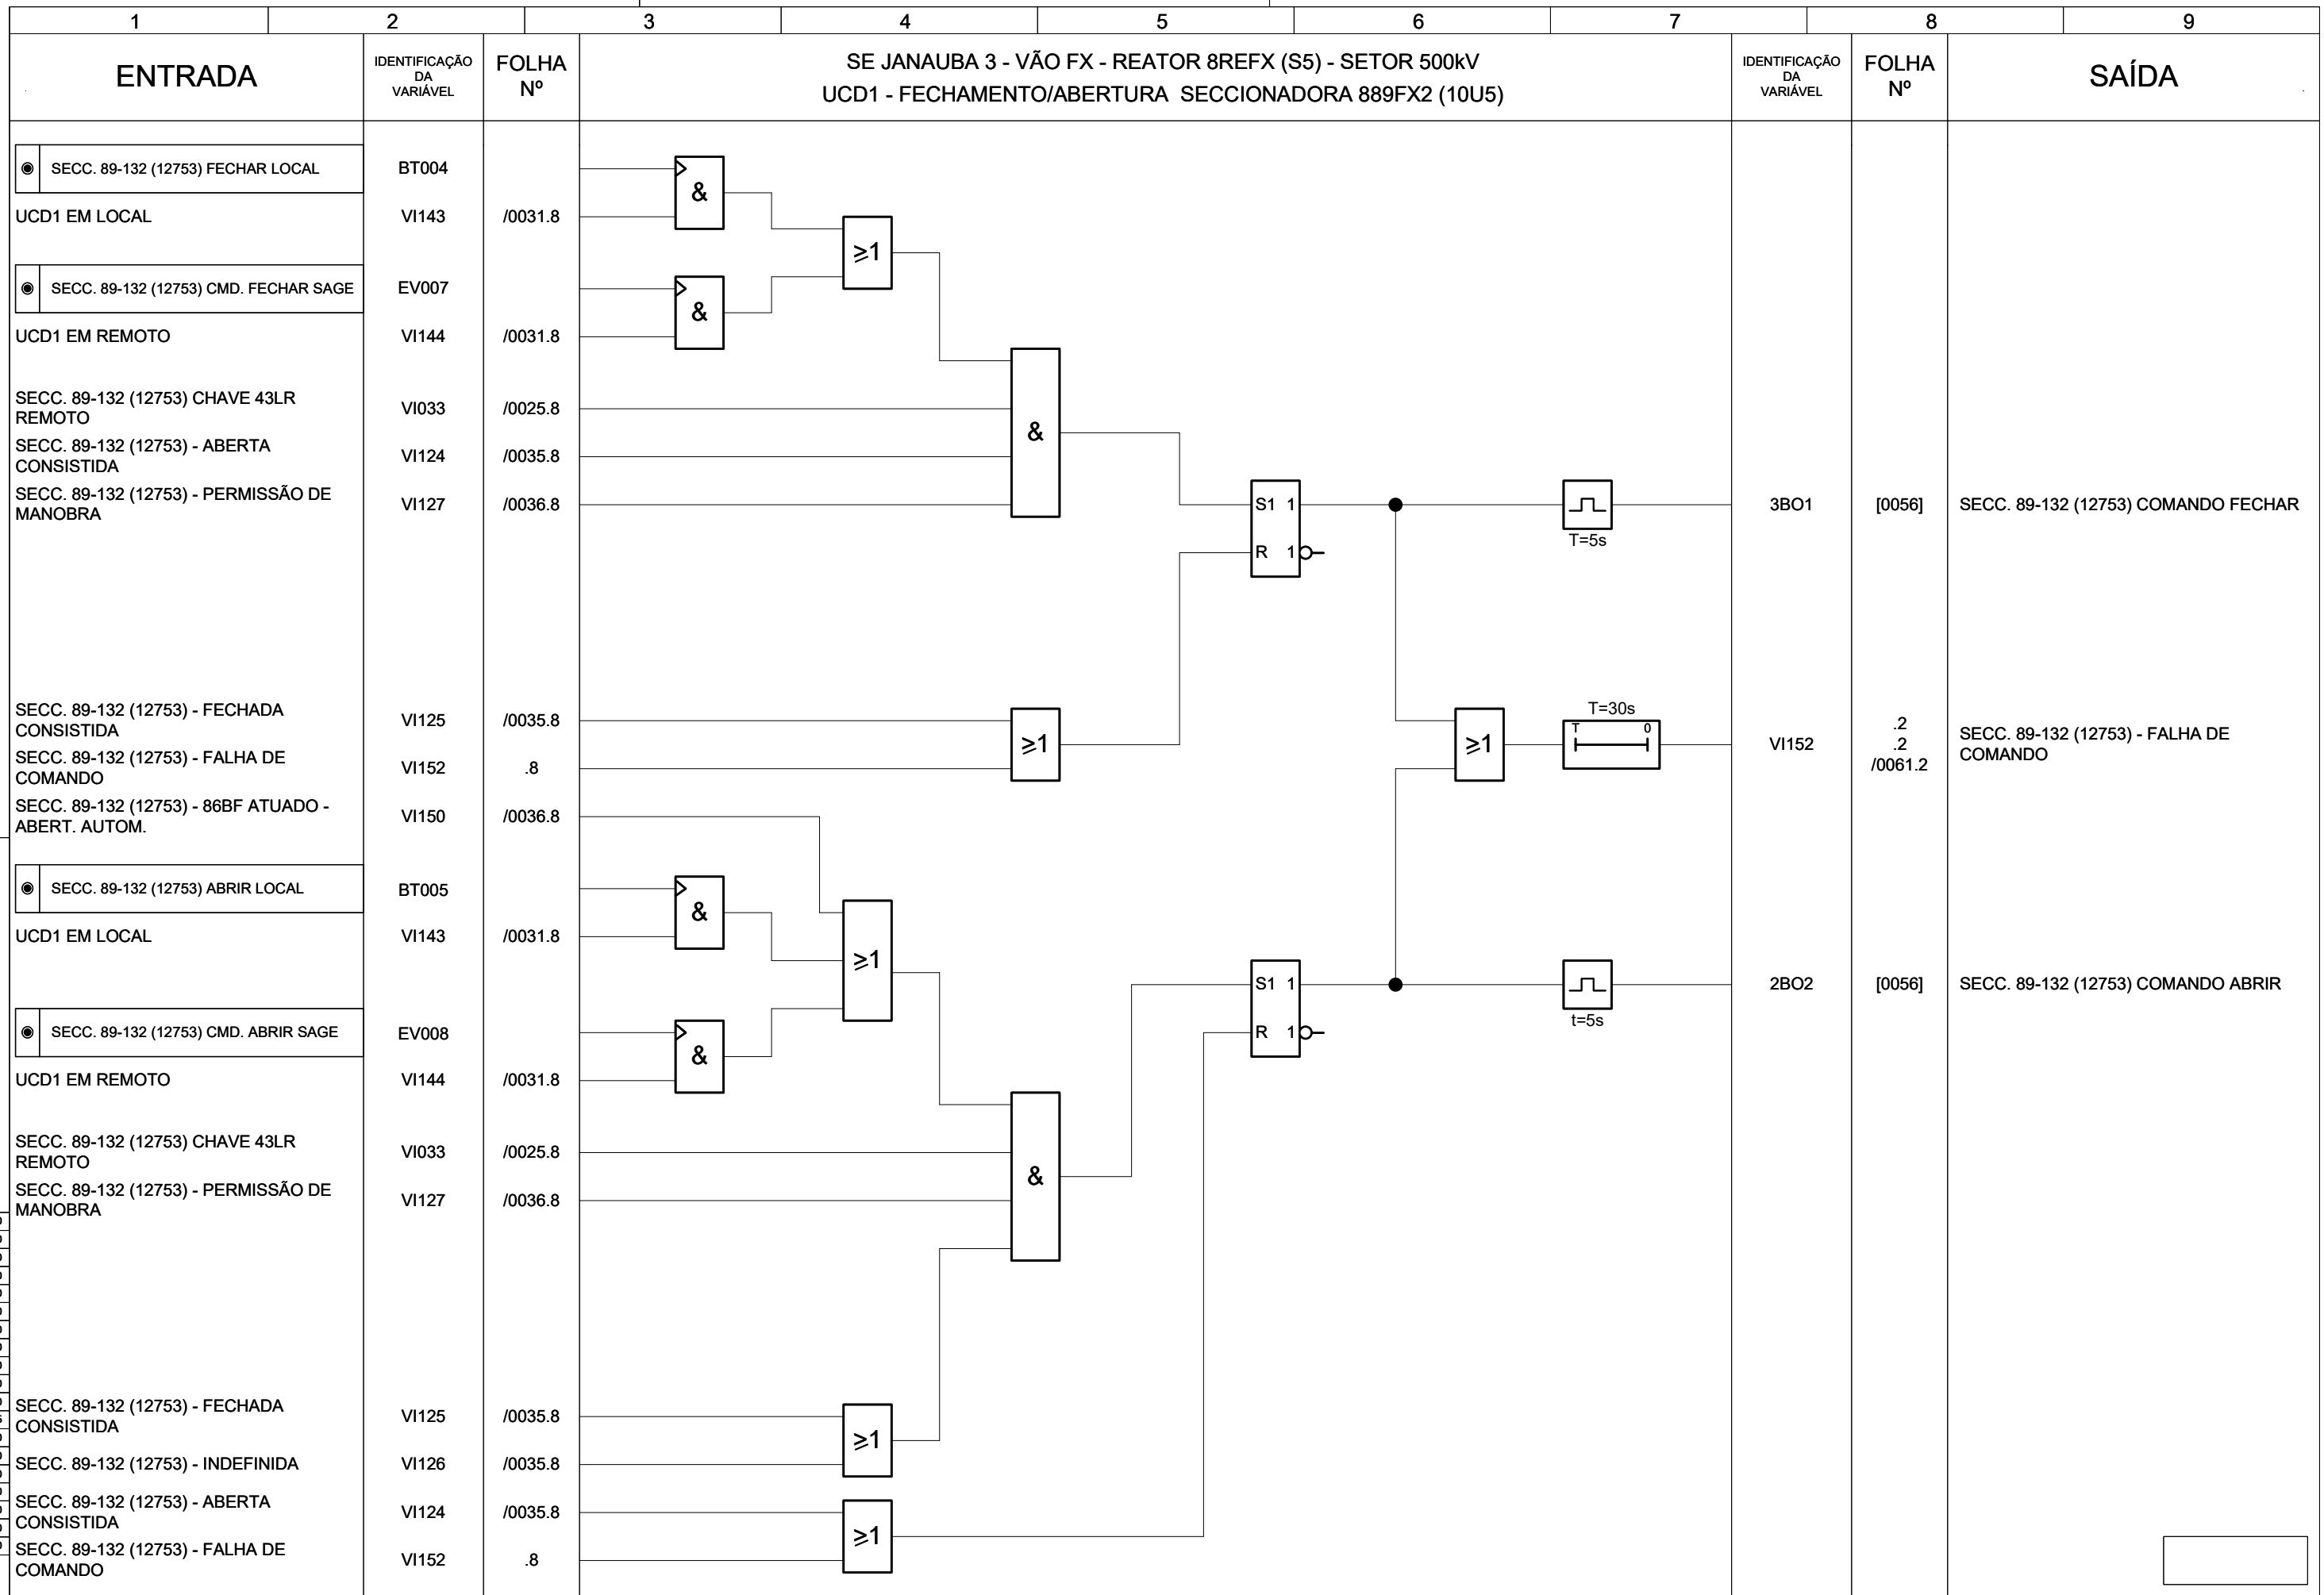 1 2 3 4 5 6 7 8 9
ENTRADA
IDENTIFICAÇÃO
DA
VARIÁVEL
FOLHA
Nº
SE JANAUBA 3 - VÃO FX - REATOR 8REFX (S5) - SETOR 500kV
UCD1 - FECHAMENTO/ABERTURA SECCIONADORA 889FX2 (10U5)
IDENTIFICAÇÃO
DA
VARIÁVEL
FOLHA
Nº
SAÍDA
SECC. 89-132 (12753) FECHAR LOCAL BT004
&
UCD1 EM LOCAL VI143 /0031.8
≥1
SECC. 89-132 (12753) CMD. FECHAR SAGE EV007
&
UCD1 EM REMOTO VI144 /0031.8
SECC. 89-132 (12753) CHAVE 43LR
REMOTO
VI033 /0025.8
&
SECC. 89-132 (12753) - ABERTA
CONSISTIDA
VI124 /0035.8
SECC. 89-132 (12753) - PERMISSÃO DE
MANOBRA
VI127 /0036.8
S1 1
R 1
T=5s
3BO1 [0056] SECC. 89-132 (12753) COMANDO FECHAR
SECC. 89-132 (12753) - FECHADA
CONSISTIDA
VI125 /0035.8
≥1
SECC. 89-132 (12753) - FALHA DE
COMANDO
VI152 .8
≥1
T=30s
T 0
VI152
.2
.2
/0061.2
SECC. 89-132 (12753) - FALHA DE
COMANDO
SECC. 89-132 (12753) - 86BF ATUADO -
ABERT. AUTOM.
VI150 /0036.8
SECC. 89-132 (12753) ABRIR LOCAL BT005
&
UCD1 EM LOCAL VI143 /0031.8
≥1
SECC. 89-132 (12753) CMD. ABRIR SAGE EV008
&
UCD1 EM REMOTO VI144 /0031.8
S1 1
R 1
t=5s
2BO2 [0056] SECC. 89-132 (12753) COMANDO ABRIR
SECC. 89-132 (12753) CHAVE 43LR
REMOTO
VI033 /0025.8
&
SECC. 89-132 (12753) - PERMISSÃO DE
MANOBRA
VI127 /0036.8
SECC. 89-132 (12753) - FECHADA
CONSISTIDA
VI125 /0035.8
≥1
SECC. 89-132 (12753) - INDEFINIDA VI126 /0035.8
SECC. 89-132 (12753) - ABERTA
CONSISTIDA
VI124 /0035.8
≥1
SECC. 89-132 (12753) - FALHA DE
COMANDO
VI152 .8